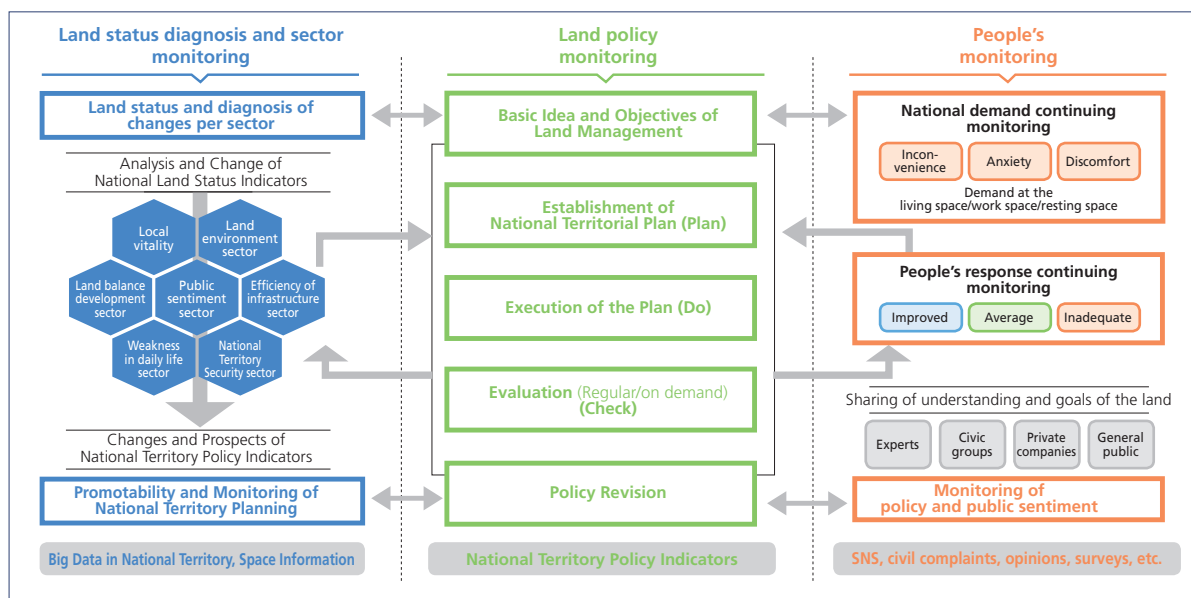 Land status diagnosis and sector
monitoring
Land status and diagnosis of
changes per sector
Analysis and Change of
National Land Status Indicators
Local
vitality
Land
environment
sector
Land balance
development
sector
Public
sentiment
sector
Efficiency of
infrastructure
sector
Weakness
in daily life
sector
National
Territory
Security sector
Changes and Prospects of
National Territory Policy Indicators
Promotability and Monitoring of
National Territory Planning
Big Data in National Territory, Space Information
Land policy
monitoring
Basic Idea and Objectives of
Land Management
Establishment of
National Territorial Plan (Plan)
Execution of the Plan (Do)
Evaluation (Regular/on demand)
(Check)
Policy Revision
National Territory Policy Indicators
People's
monitoring
National demand continuing
monitoring
Incon-
venience
Anxiety
Discomfort
Demand at the
living space/work space/resting space
People's response continuing
monitoring
Improved
Average
Inadequate
Sharing of understanding and goals of the land
Experts
Civic
groups
Private
companies
General
public
Monitoring of
policy and public sentiment
SNS, civil complaints, opinions, surveys, etc.